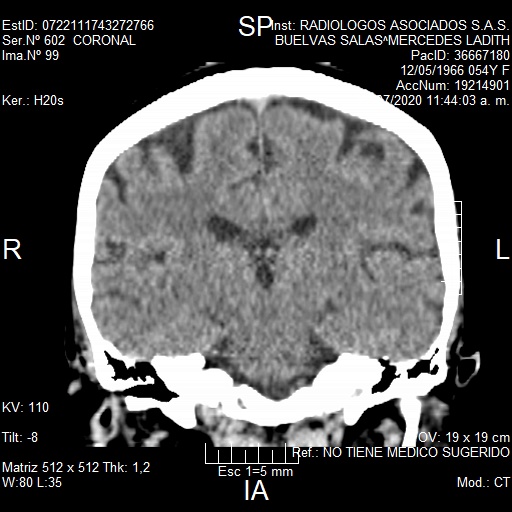 EstID: 0722111743272766
Ser.Nº 602 CORONAL
Ima.Nº 99
Ker.: H20s
SP
Inst: RADIOLOGOS ASOCIADOS S.A.S.
BUELVAS SALAS^MERCEDES LADITH
PacID: 36667180
12/05/1966 054Y F
AccNum: 19214901
7/2020 11:44:03 a. m.
R
L
KV: 110
Tilt: -8
Matriz 512 x 512 Thk: 1,2
W:80 L:35
Esc 1=5 mm
IA
OV: 19 x 19 cm
Ref.: NO TIENE MEDICO SUGERIDO
Mod.: CT